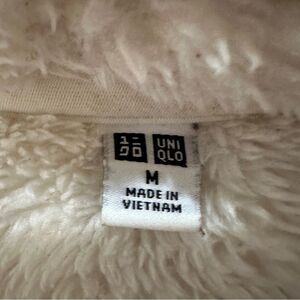 ユニ UNI
クロ QLO
M
MADE IN
VIETNAM